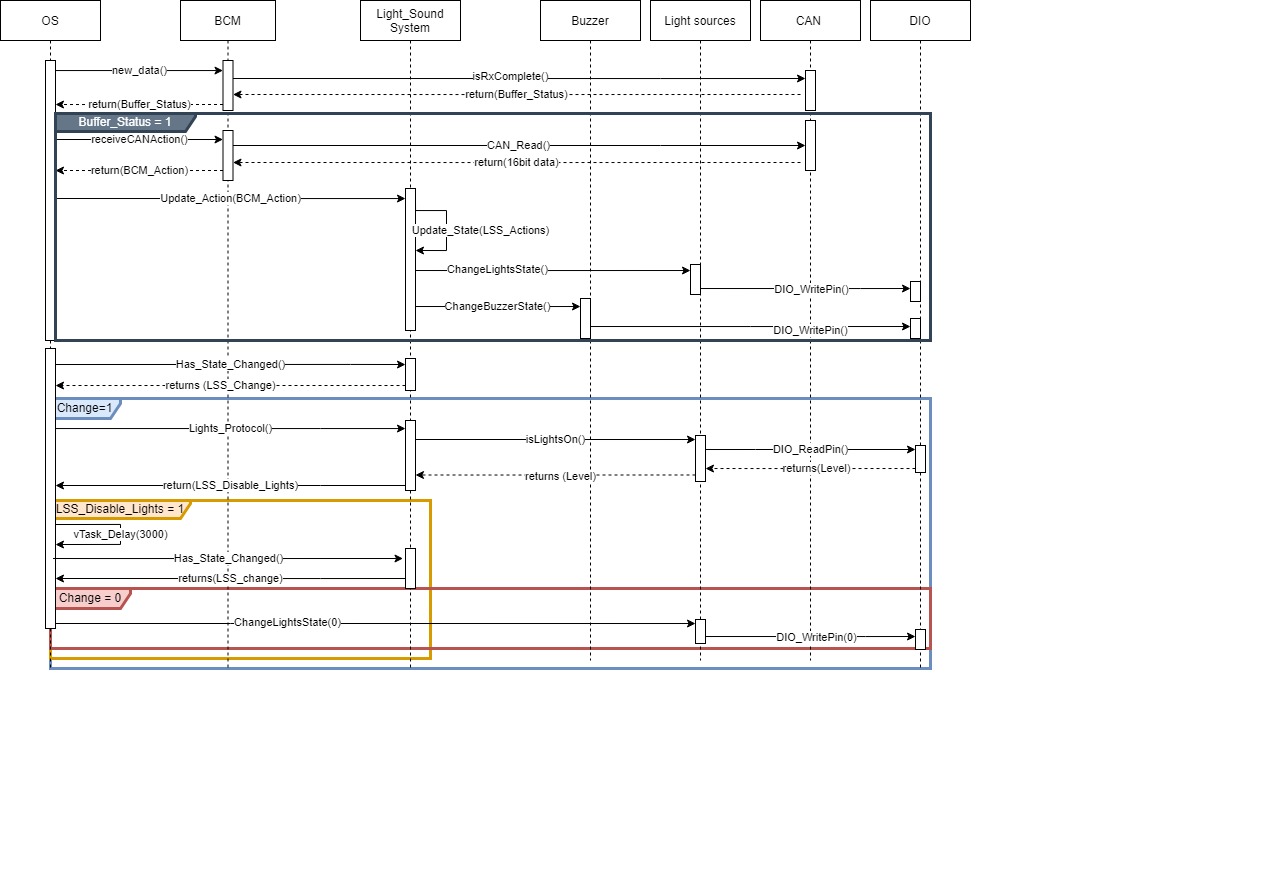 OS
BCM
Light_Sound
System
Buzzer
Light sources
CAN
DIO
new_data()
isRxComplete()
return(Buffer_Status)
return(Buffer_Status)
Buffer_Status = 1
receiveCANAction()
CAN_Read()
return(16bit data)
return(BCM_Action)
Update_Action(BCM_Action)
Update_State(LSS_Actions)
ChangeLightsState()
DIO_WritePin()
ChangeBuzzerState()
DIO_WritePin()
Has_State_Changed()
returns (LSS_Change)
Change=1
Lights_Protocol()
isLightsOn()
DIO_ReadPin()
returns(Level)
returns (Level)
return(LSS_Disable_Lights)
LSS_Disable_Lights = 1
vTask_Delay(3000)
Has_State_Changed()
returns(LSS_change)
Change = 0
ChangeLightsState(0)
DIO_WritePin(0)